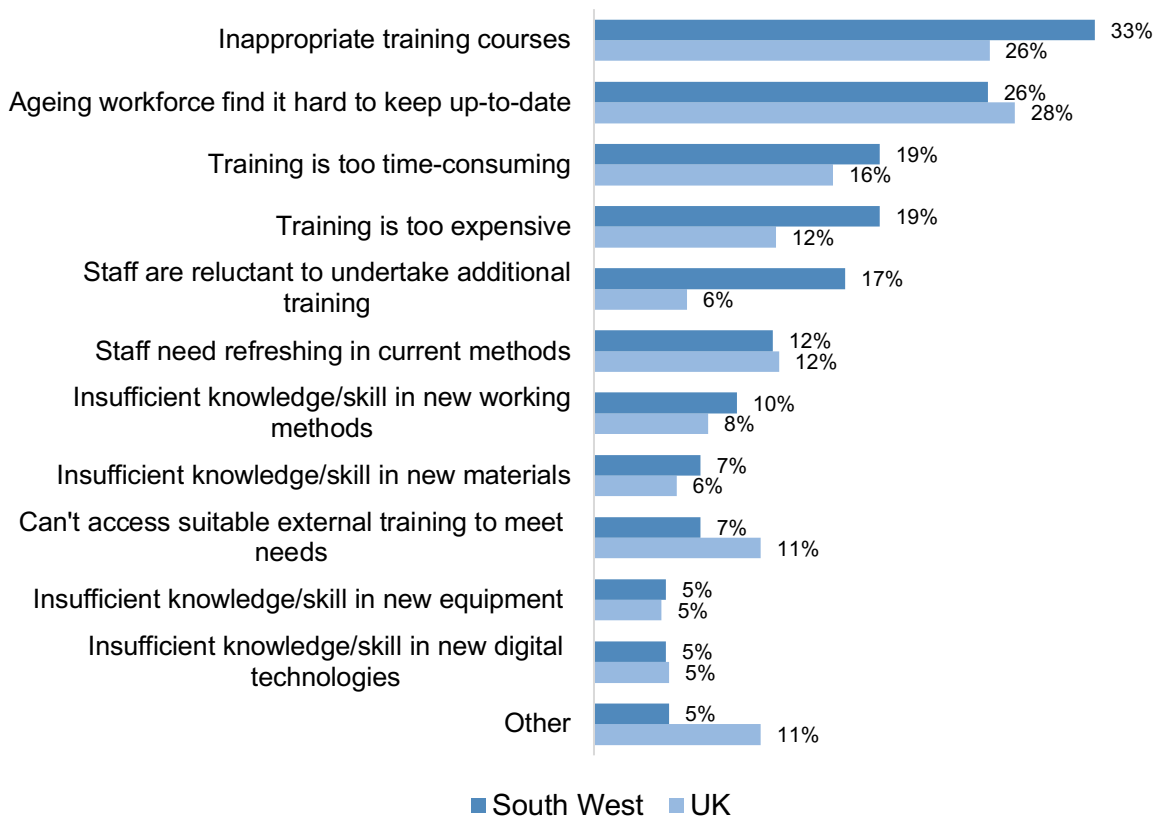 Inappropriate training courses
33%
26%
Ageing workforce find it hard to keep up-to-date
26%
28%
Training is too time-consuming
19%
16%
Training is too expensive
19%
12%
Staff are reluctant to undertake additional
training
17%
6%
Staff need refreshing in current methods
12%
12%
Insufficient knowledge/skill in new working
methods
10%
8%
Insufficient knowledge/skill in new materials
7%
6%
Can't access suitable external training to meet
needs
7%
11%
Insufficient knowledge/skill in new equipment
5%
5%
Insufficient knowledge/skill in new digital
technologies
5%
5%
Other
5%
11%
South West
UK